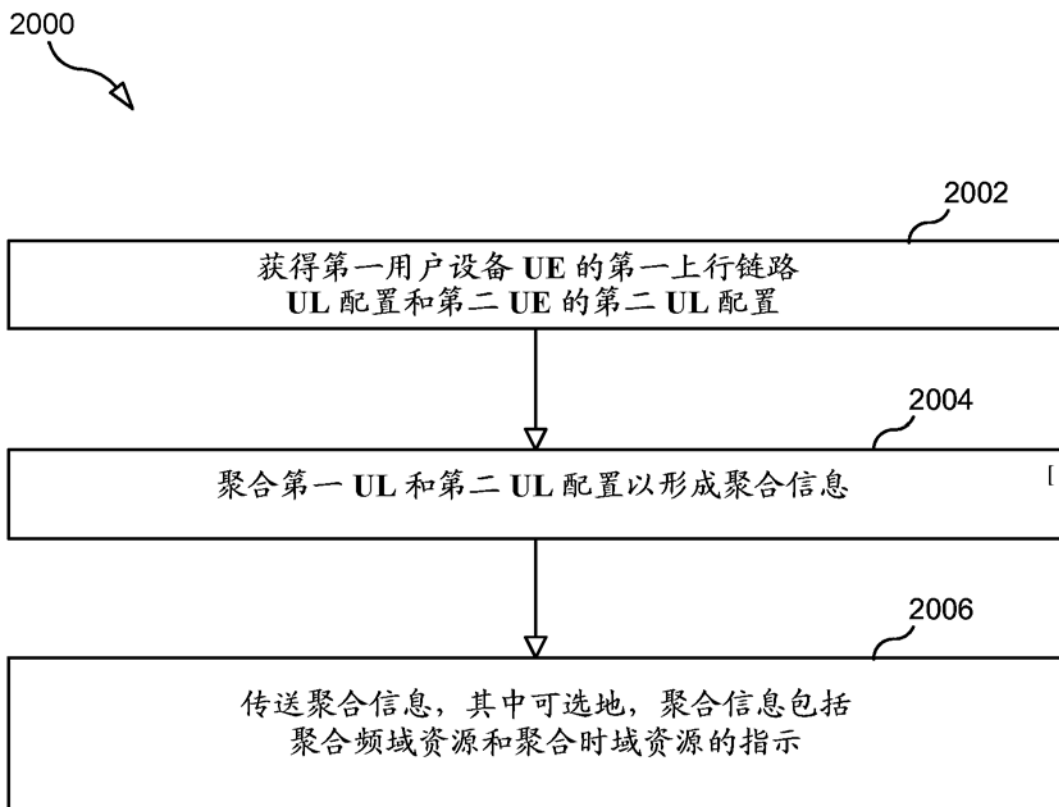 2000
2002
获得第一用户设备 UE 的第一上行链路
UL 配置和第二 UE 的第二 UL 配置
2004
聚合第一 UL 和第二 UL 配置以形成聚合信息
[
2006
传送聚合信息，其中可选地，聚合信息包括
聚合频域资源和聚合时域资源的指示